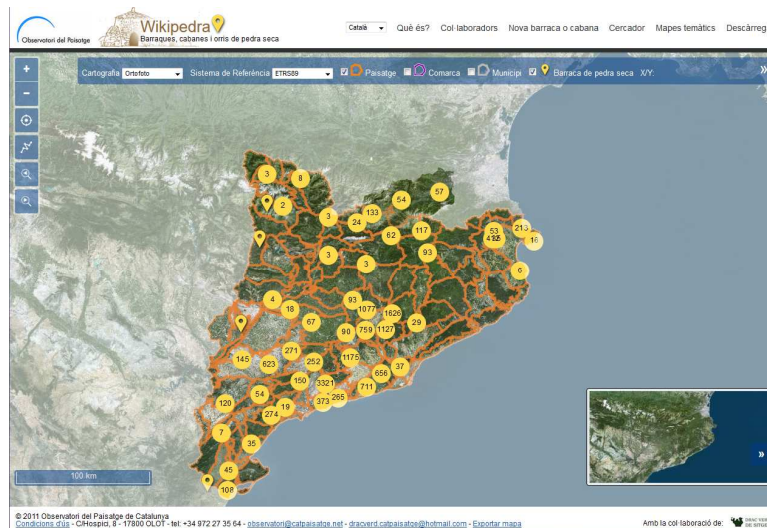 Observatori del Paisatge
Wikipedra
Barraques, cabanes i orris de pedra seca
Català
Què és?
Col·laboradors
Nova barraca o cabana
Cercador
Mapes temàtics
Descàrreg
Cartografia Ortofoto
Sistema de Referència ETRS89
Paisatge
Comarca
Municipi
Barraca de pedra seca
X/Y:
3
8
2
57
54
133
3
24
62
117
53
213
16
93
3
3
6
4
18
93
1077
1626
67
29
90
759
1127
271
145
623
252
1175
37
656
150
3321
711
54
265
373
120
19
274
7
35
45
108
100 km
© 2011 Observatori del Paisatge de Catalunya
Condicions d'ús - C/Hospici, 8 - 17800 OLOT - tel: +34 972 27 35 64 - observatori@catpaisatge.net - dracverd.catpaisatge@hotmail.com - Exportar mapa
Amb la col·laboració de: